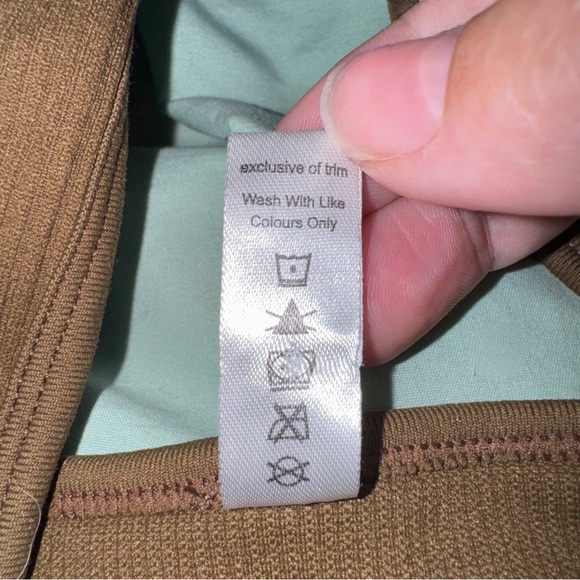 exclusive of trim
Wash With Like
Colours Only